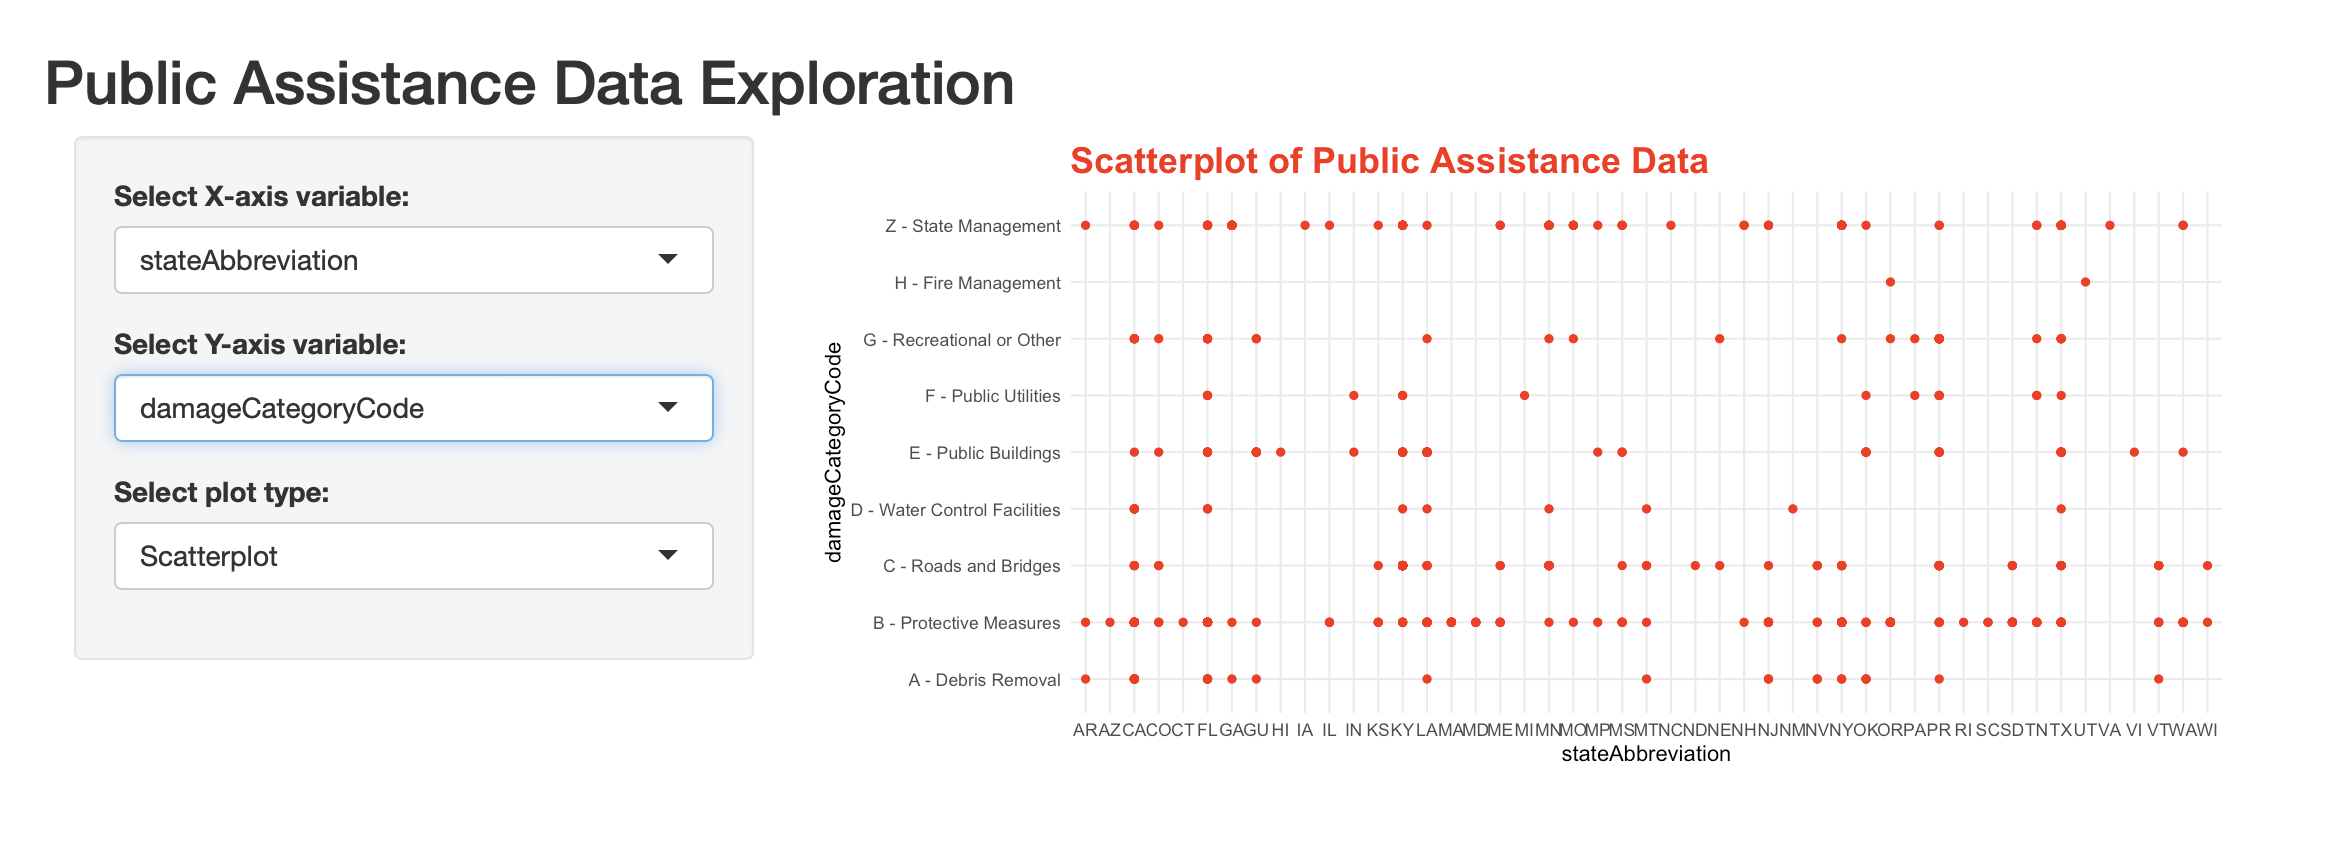 Public Assistance Data Exploration
Select X-axis variable:
stateAbbreviation
Select Y-axis variable:
damageCategoryCode
Select plot type:
Scatterplot
Scatterplot of Public Assistance Data
damageCategoryCode
Z - State Management
H - Fire Management
G - Recreational or Other
F - Public Utilities
E - Public Buildings
D - Water Control Facilities
C - Roads and Bridges
B - Protective Measures
A - Debris Removal
AR AZ CA CO CT FL GA GU HI IA IL IN KS KY LA MA MD ME MI MN MO MP MS MT NC ND NE NH NJ NM NV NY OK OR PA PR RI SC SD TN TX UT VA VI VT WA WI
stateAbbreviation